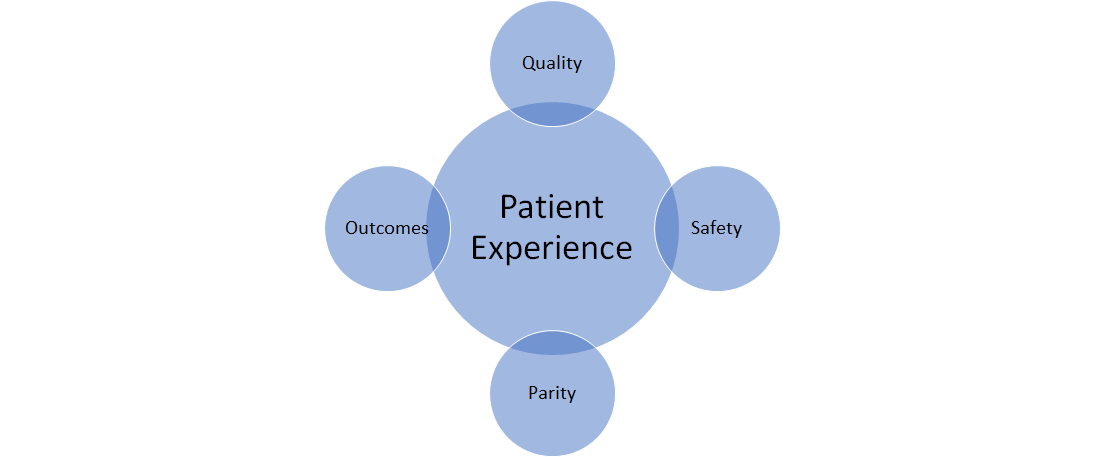 Quality
Patient
Experience
Outcomes
Safety
Parity